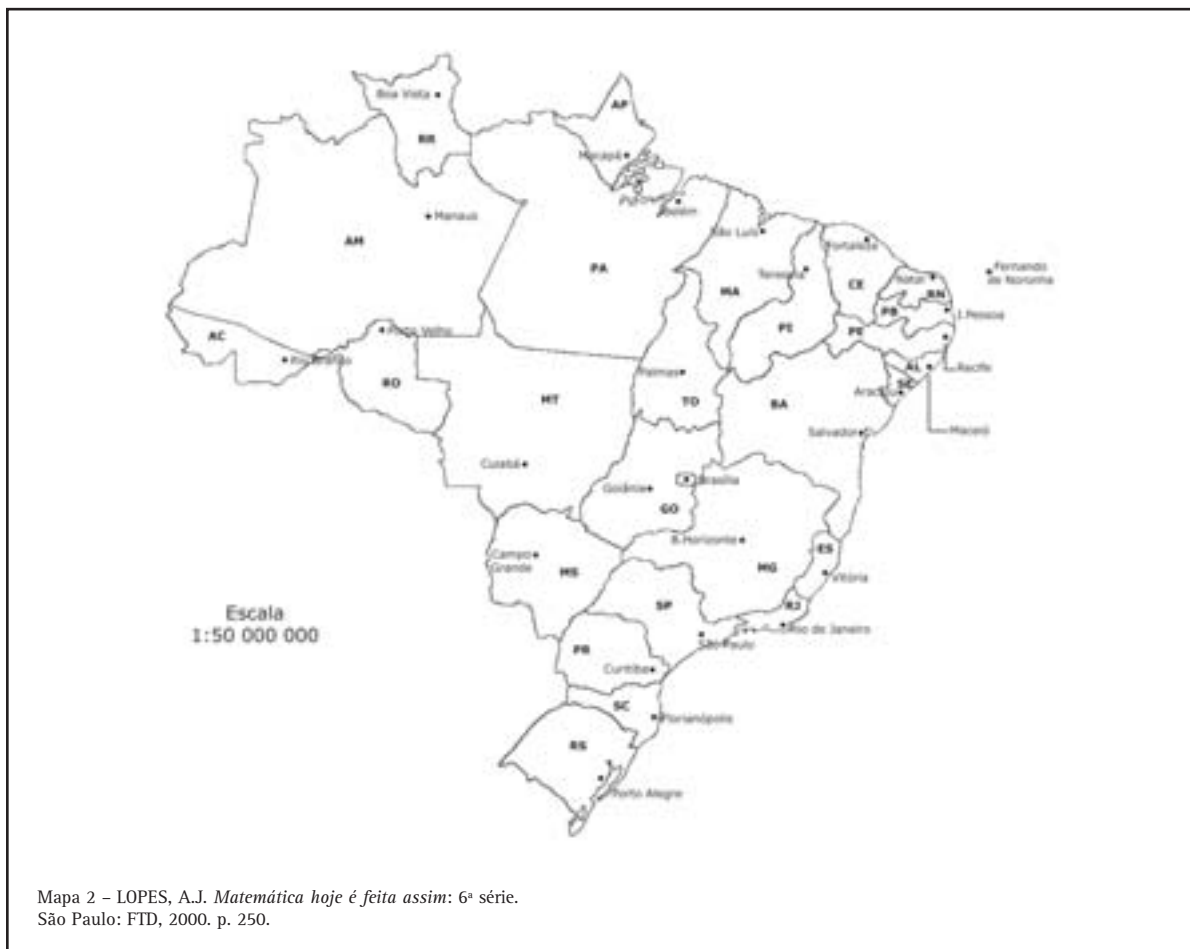 Boa Vista
RR
AP
Macapá
Belém
Manaus
AM
PA
São Luís
Fortaleza
Teresina
MA
CE
Natal
RN
Fernando
de Noronha
PB
J.Pessoa
PI
PE
AC
Porto Velho
Rio Branco
RO
Recife
AL
Palmas
TO
MT
BA
Aracaju
Salvador
Maceió
Cuiabá
Goiânia
Brasília
GO
B.Horizonte
MG
ES
Vitória
Campo
Grande
MS
SP
RJ
Rio de Janeiro
São Paulo
Escala
1:50 000 000
PR
Curitiba
SC
Florianópolis
RS
Porto Alegre
Mapa 2 – LOPES, A.J. Matemática hoje é feita assim: 6ª série.
São Paulo: FTD, 2000. p. 250.